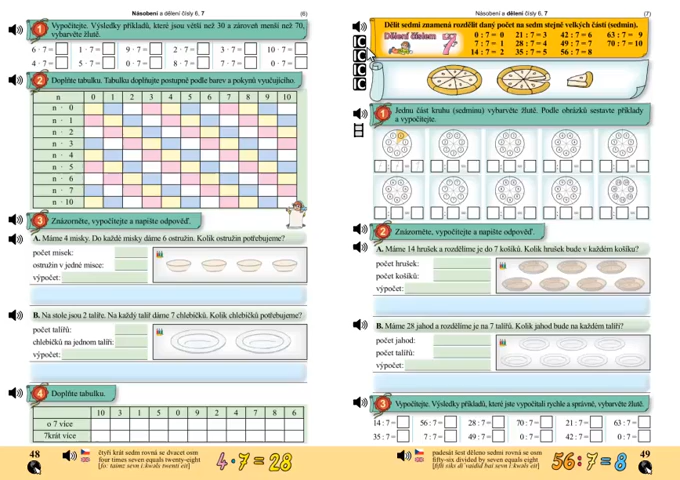 Násobení a dělení čísly 6, 7 (6)
1 Vypočítejte. Výsledky příkladů, které jsou větší než 30 a zároveň menší než 70,
vybarvěte žlutě.
6 · 7 = 1 · 7 = 9 · 7 = 2 · 7 = 3 · 7 = 10 · 7 =
4 · 7 = 5 · 7 = 0 · 7 = 8 · 7 = 7 · 7 = 0 · 7 =
2 Doplňte tabulku. Tabulku doplňujte postupně podle barev a pokynů vyučujícího.
n 0 1 2 3 4 5 6 7 8 9 10
n · 0
n · 1
n · 2
n · 3
n · 4
n · 5
n · 6
n · 7
n · 10
3 Znázorněte, vypočítejte a napište odpověď.
A. Máme 4 misky. Do každé misky dáme 6 ostružin. Kolik ostružin potřebujeme?
počet misek:
ostružin v jedné misce:
výpočet:
B. Na stole jsou 2 talíře. Na každý talíř dáme 7 chlebíčků. Kolik chlebíčků potřebujeme?
počet talířů:
chlebíčků na jednom talíři:
výpočet:
4 Doplňte tabulku.
10 3 1 5 0 9 2 4 7 8 6
o 7 více
7krát více
48
čtyři krát sedm rovná se dvacet osm
four times seven equals twenty-eight
4 · 7 = 28
Násobení a dělení čísly 6, 7 (7)
Dělit sedmi znamená rozdělit daný počet na sedm stejně velkých částí (sedmin).
Dělení číslem 7
0 : 7 = 0 21 : 7 = 3 42 : 7 = 6 63 : 7 = 9
7 : 7 = 1 28 : 7 = 4 49 : 7 = 7 70 : 7 = 10
14 : 7 = 2 35 : 7 = 5 56 : 7 = 8
1 Jednu část kruhu (sedminu) vybarvěte žlutě. Podle obrázků sestavte příklady
a vypočítejte.
2 Znázorněte, vypočítejte a napište odpověď.
A. Máme 14 hrušek a rozdělíme je do 7 košíků. Kolik hrušek bude v každém košíku?
počet hrušek:
počet košíků:
výpočet:
B. Máme 28 jahod a rozdělíme je na 7 talířů. Kolik jahod bude na každém talíři?
počet jahod:
počet talířů:
výpočet:
3 Vypočítejte. Výsledky příkladů, které jste vypočítali rychle a správně, vybarvěte žlutě.
14 : 7 = 56 : 7 = 28 : 7 = 70 : 7 = 21 : 7 = 63 : 7 =
35 : 7 = 7 : 7 = 49 : 7 = 0 : 7 = 42 : 7 = 0 : 7 =
padesát šest děleno sedmi rovná se osm
fifty-six divided by seven equals eight
56 : 7 = 8
49